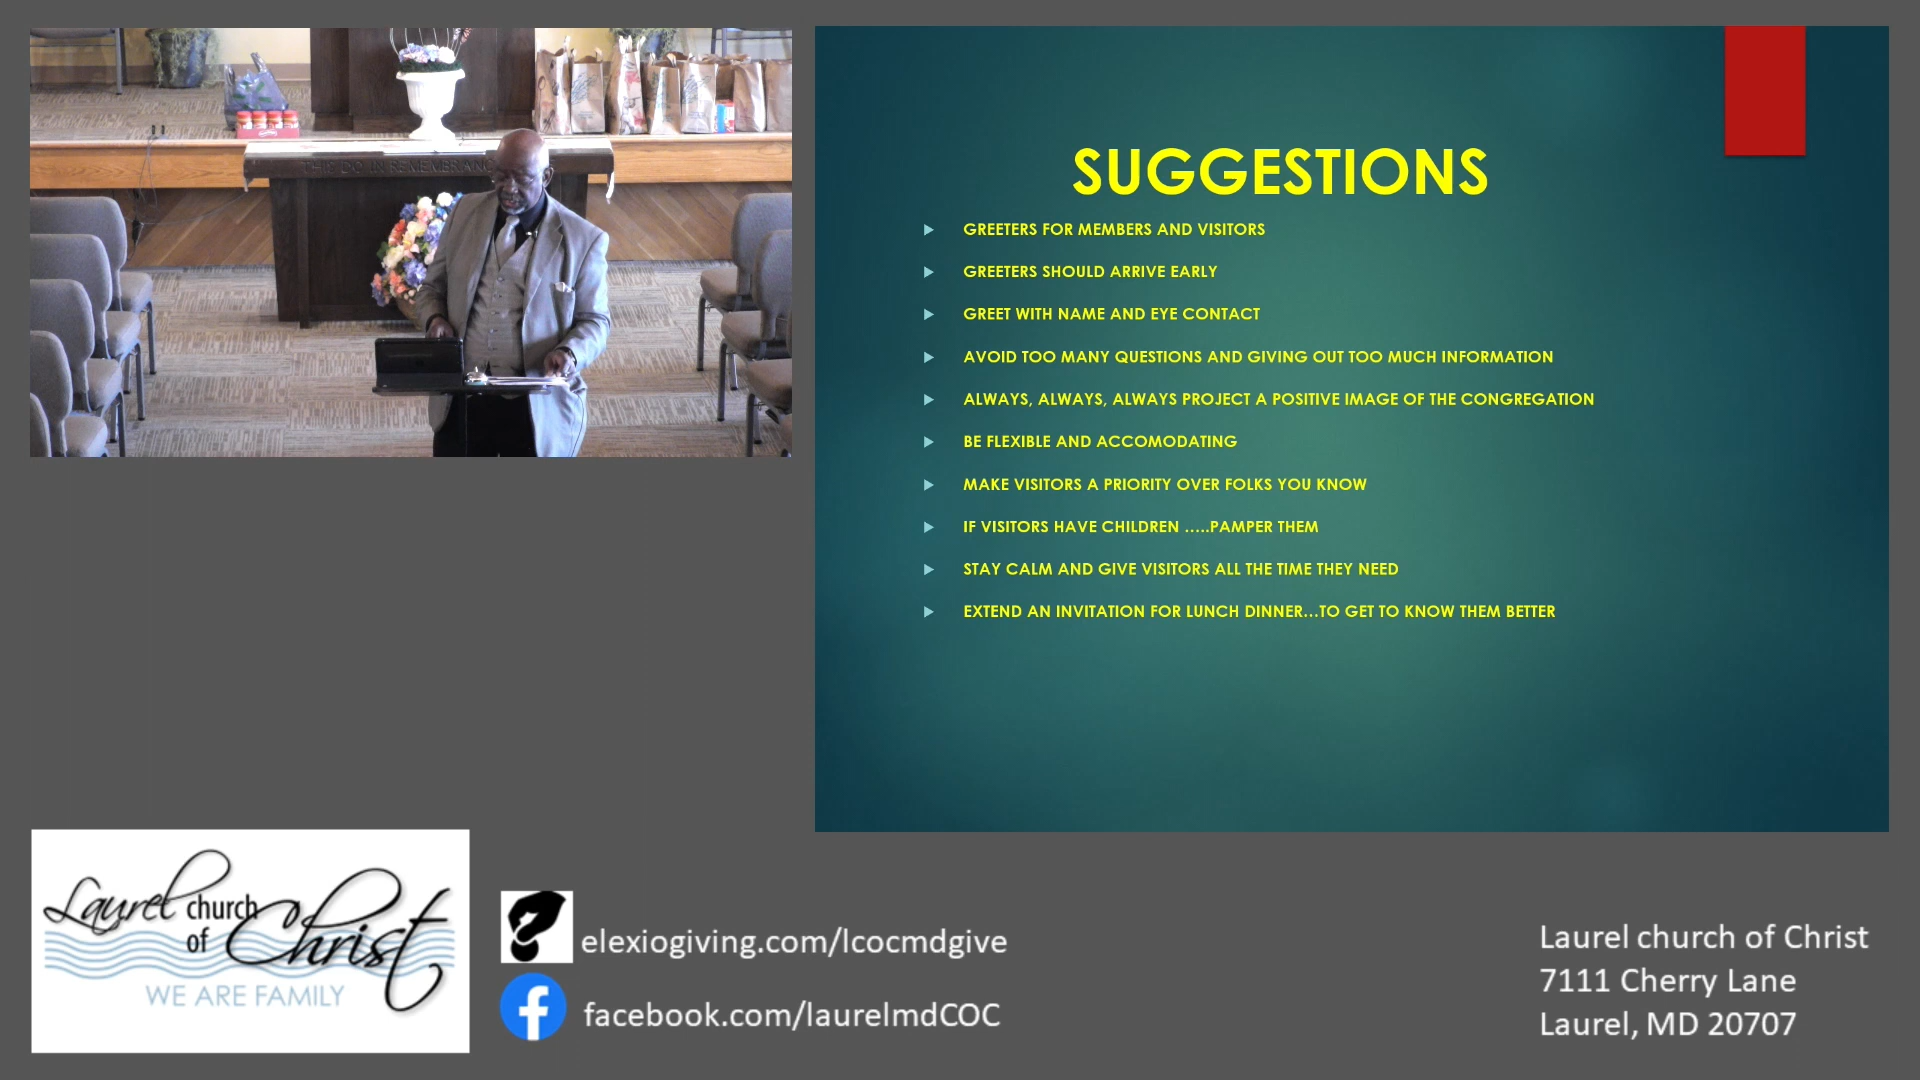 THIS DO IN REMEMBRANC
SUGGESTIONS
GREETERS FOR MEMBERS AND VISITORS
GREETERS SHOULD ARRIVE EARLY
GREET WITH NAME AND EYE CONTACT
AVOID TOO MANY QUESTIONS AND GIVING OUT TOO MUCH INFORMATION
ALWAYS, ALWAYS, ALWAYS PROJECT A POSITIVE IMAGE OF THE CONGREGATION
BE FLEXIBLE AND ACCOMODATING
MAKE VISITORS A PRIORITY OVER FOLKS YOU KNOW
IF VISITORS HAVE CHILDREN .....PAMPER THEM
STAY CALM AND GIVE VISITORS ALL THE TIME THEY NEED
EXTEND AN INVITATION FOR LUNCH DINNER...TO GET TO KNOW THEM BETTER
Laurel church
of Christ
WE ARE FAMILY
elexiogiving.com/lcocmdgive
facebook.com/laurelmdCOC
Laurel church of Christ
7111 Cherry Lane
Laurel, MD 20707